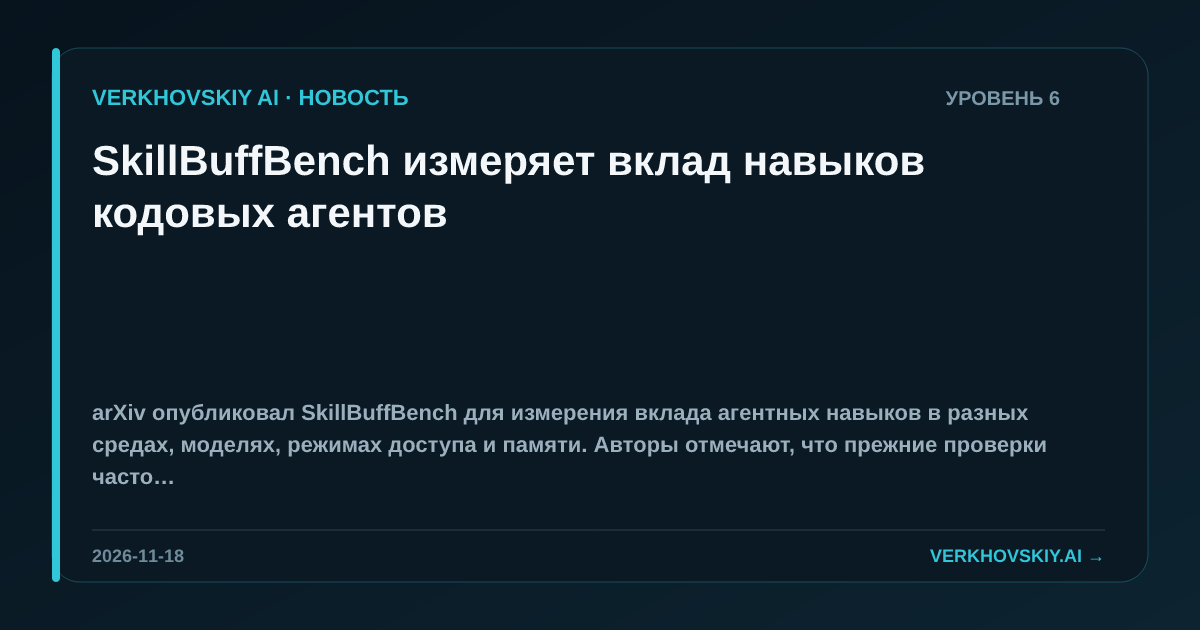 VERKHOVSKIY AI · НОВОСТЬ
УРОВЕНЬ 6
SkillBuffBench измеряет вклад навыков
кодовых агентов
arXiv опубликовал SkillBuffBench для измерения вклада агентных навыков в разных
средах, моделях, режимах доступа и памяти. Авторы отмечают, что прежние проверки
часто…
2026-11-18
VERKHOVSKIY.AI →